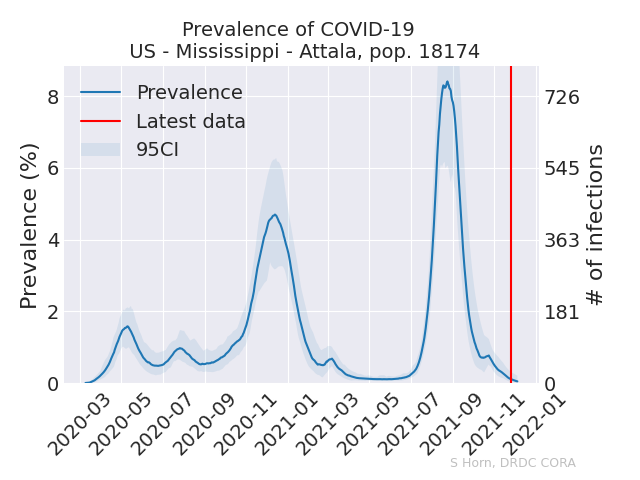 Prevalence of COVID-19
US - Mississippi - Attala, pop. 18174
Prevalence
Latest data
95CI
Prevalence (%)
8
6
4
2
0
# of infections
726
545
363
181
0
2020-03
2020-05
2020-07
2020-09
2020-11
2021-01
2021-03
2021-05
2021-07
2021-09
2021-11
2022-01
S Horn, DRDC CORA